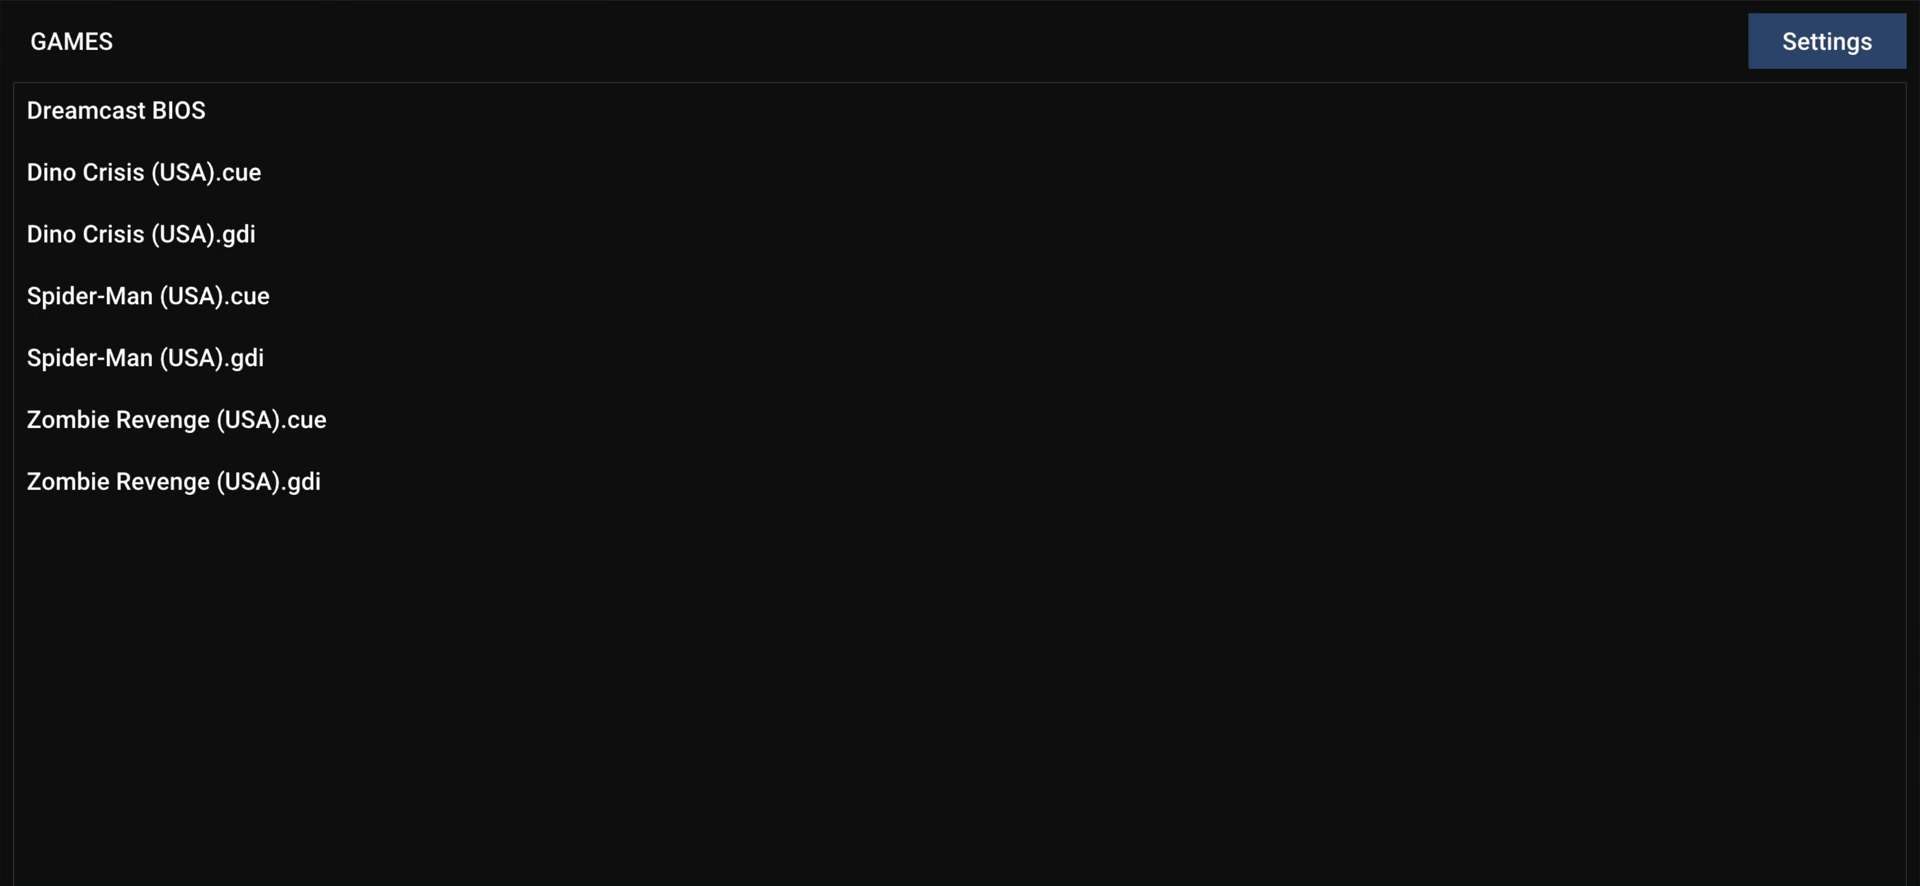 GAMES
Settings
Dreamcast BIOS
Dino Crisis (USA).cue
Dino Crisis (USA).gdi
Spider-Man (USA).cue
Spider-Man (USA).gdi
Zombie Revenge (USA).cue
Zombie Revenge (USA).gdi